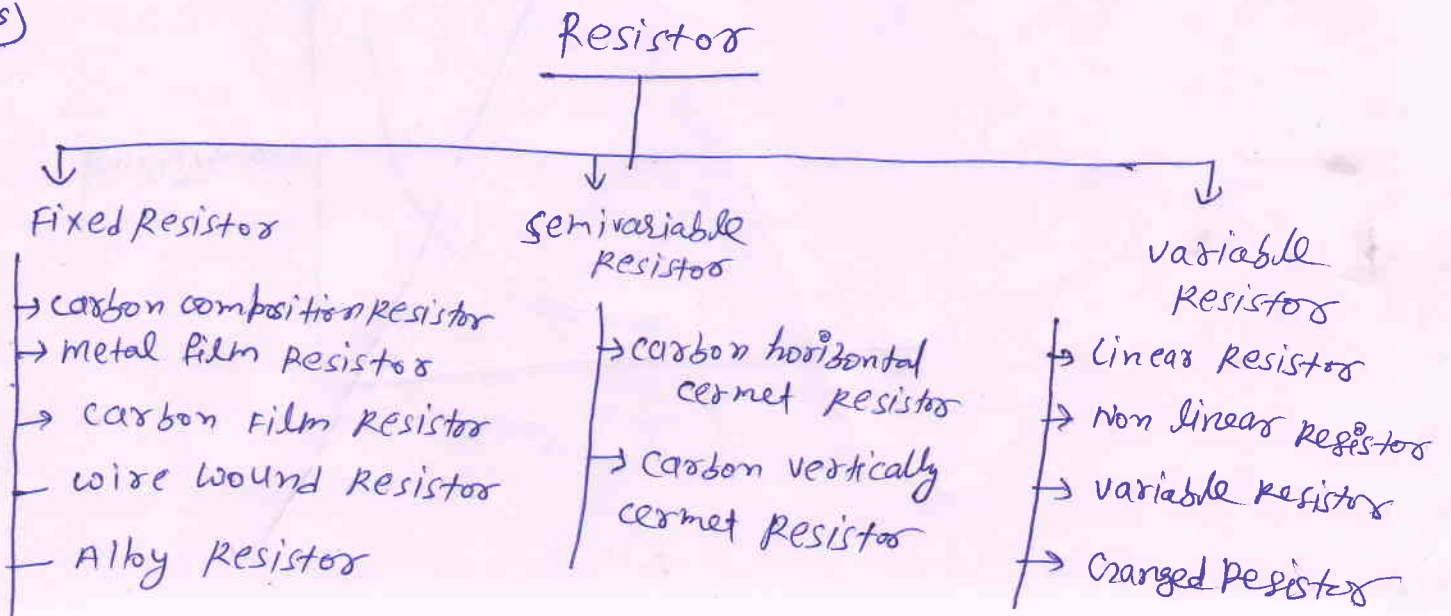 s)
Resistor
Fixed Resistor
→ carbon composition Resistor
→ metal film Resistor
→ carbon Film Resistor
wire wound Resistor
Alloy Resistor
semivariable
Resistor
→ carbon horizontal
cermet Resistor
→ carbon vertically
cermet Resistor
variable
Resistor
→ Linear Resistor
→ Non linear Resistor
→ variable Resistor
→ Ganged Resistor